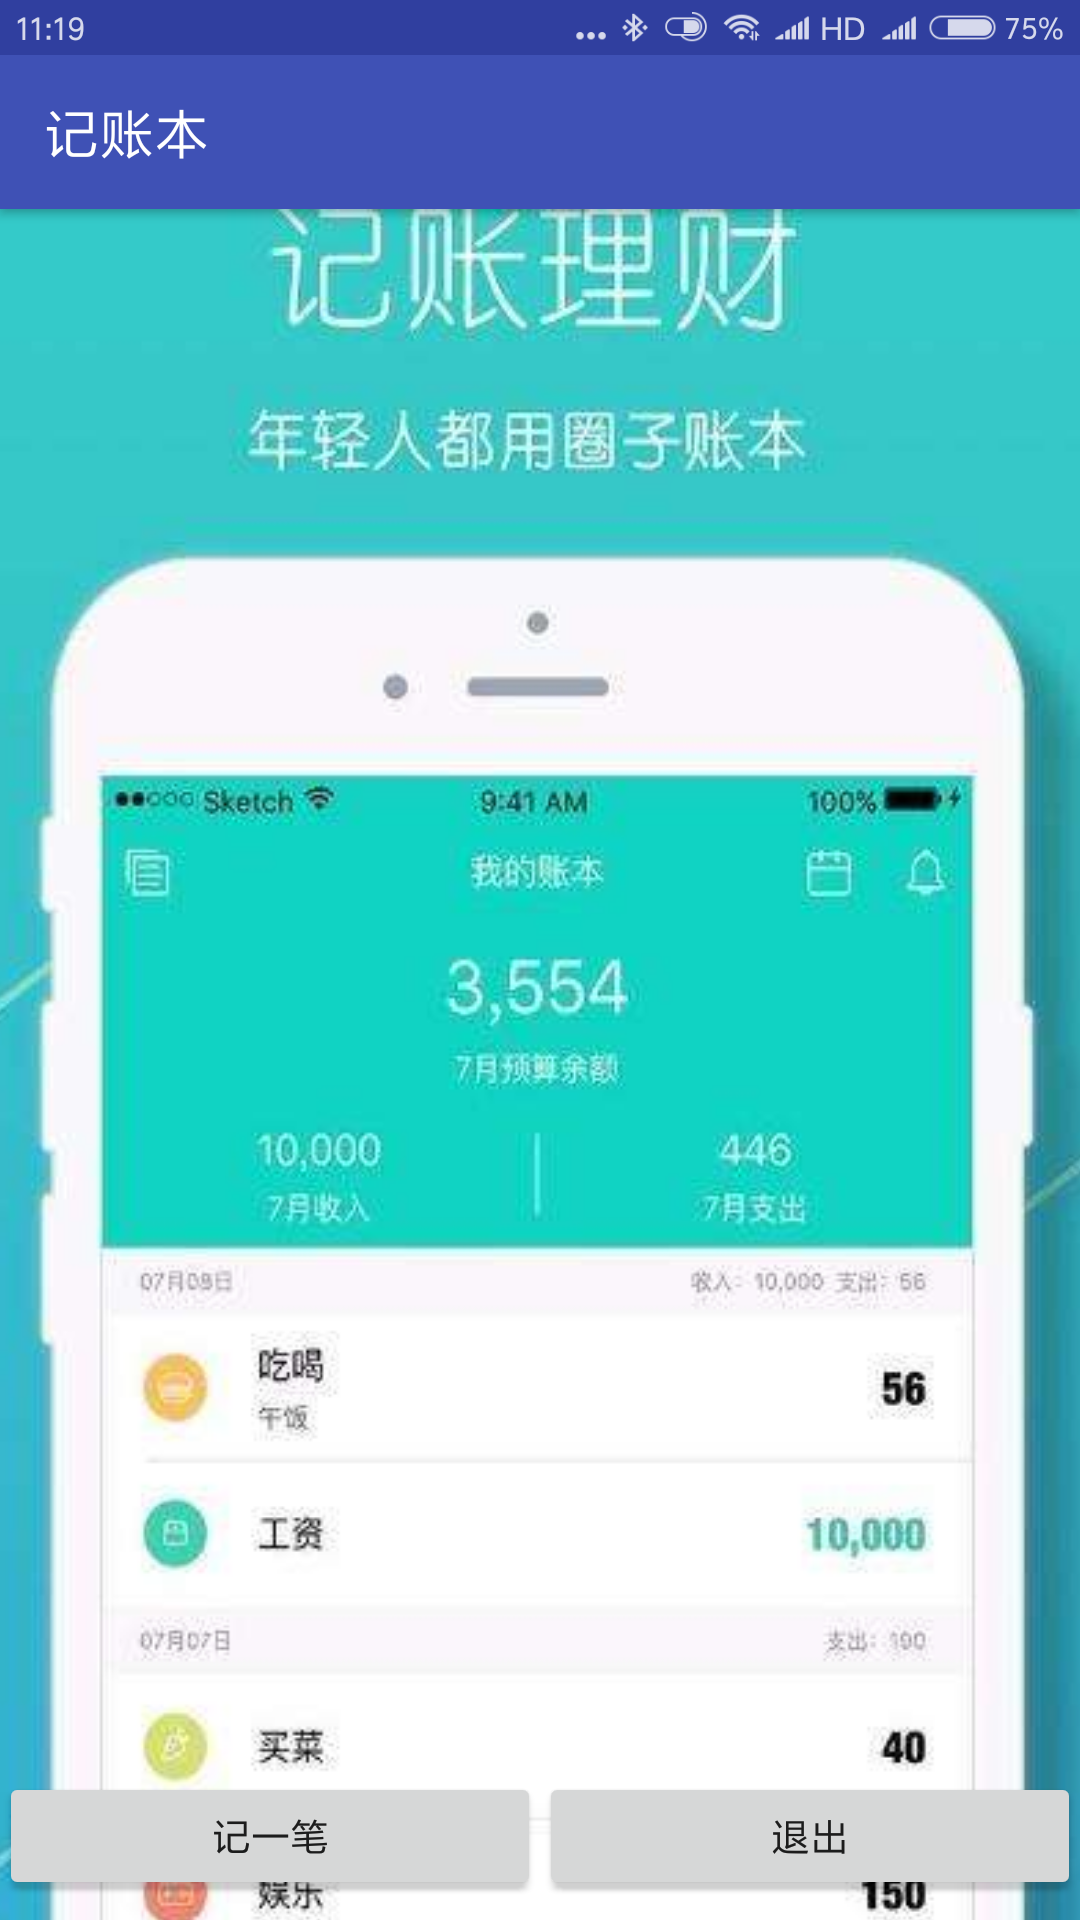 11:19 ... HD 75%
记账本
记账理财
年轻人都用圈子账本
Sketch 9:41 AM 100%
我的账本
3,554
7月预算余额
10,000 446
7月收入 7月支出
07月08日 收入：10,000 支出：56
吃喝 56
午饭
工资 10,000
07月07日 支出：190
买菜 40
记一笔 退出
娱乐 150